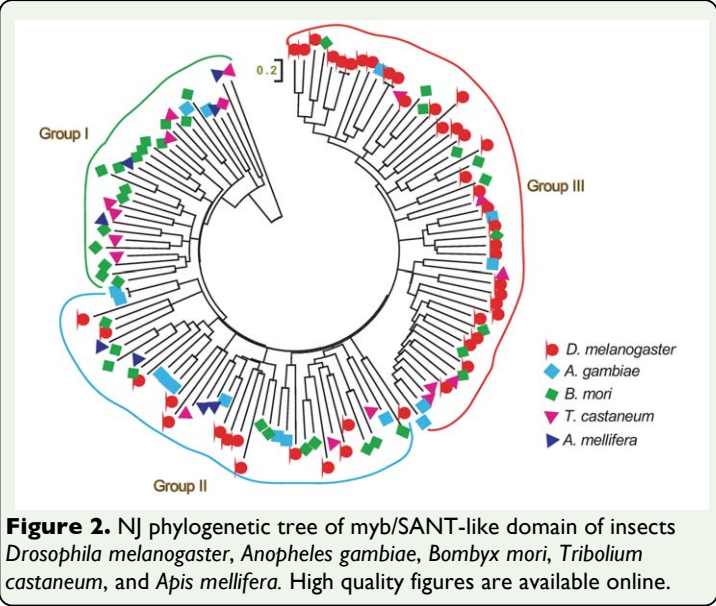 0.2
Group I
Group III
D. melanogaster
A. gambiae
B. mori
T. castaneum
A. mellifera
Group II
Figure 2. NJ phylogenetic tree of myb/SANT-like domain of insects
Drosophila melanogaster, Anopheles gambiae, Bombyx mori, Tribolium
castaneum, and Apis mellifera. High quality figures are available online.